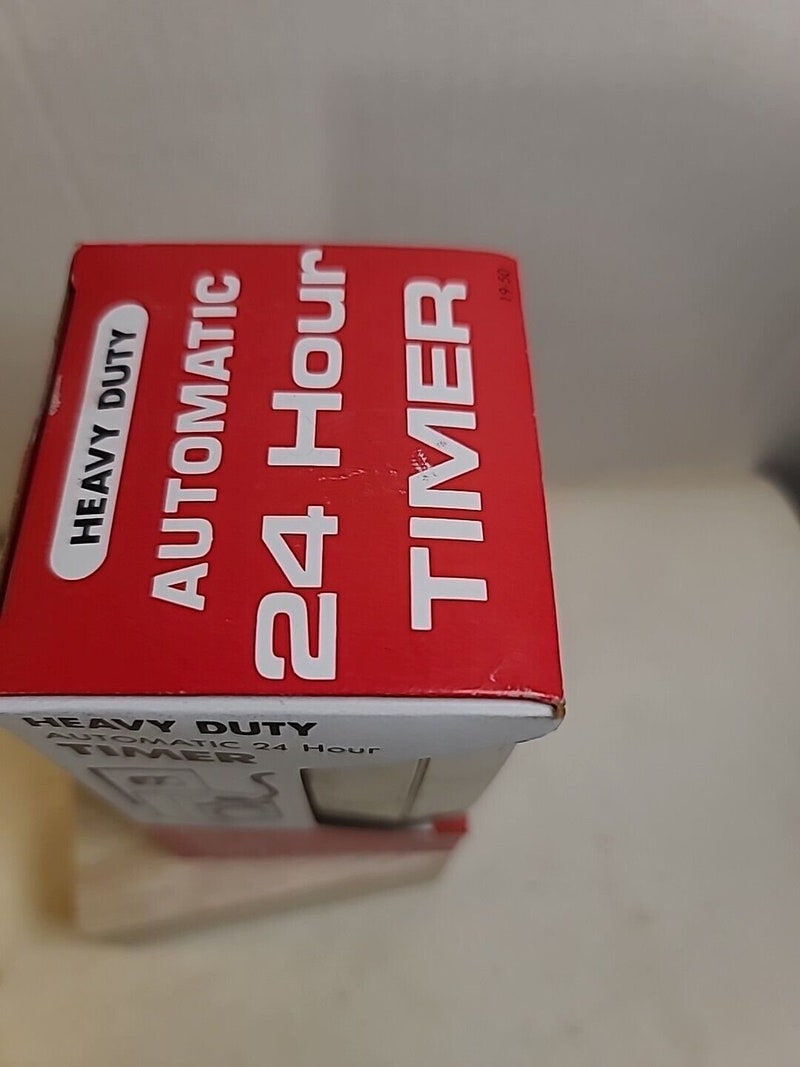 HEAVY DUTY
AUTOMATIC
24 Hour
TIMER
19-50
HEAVY DUTY
AUTOMATIC 24 Hour
TIMER